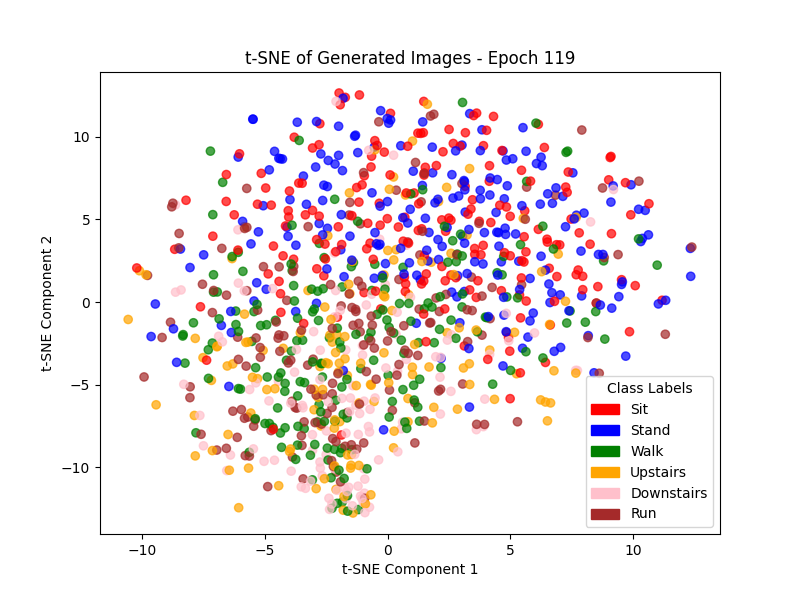 t-SNE of Generated Images - Epoch 119
t-SNE Component 2
10
5
0
−5
−10
−10
−5
0
5
10
t-SNE Component 1
Class Labels
Sit
Stand
Walk
Upstairs
Downstairs
Run